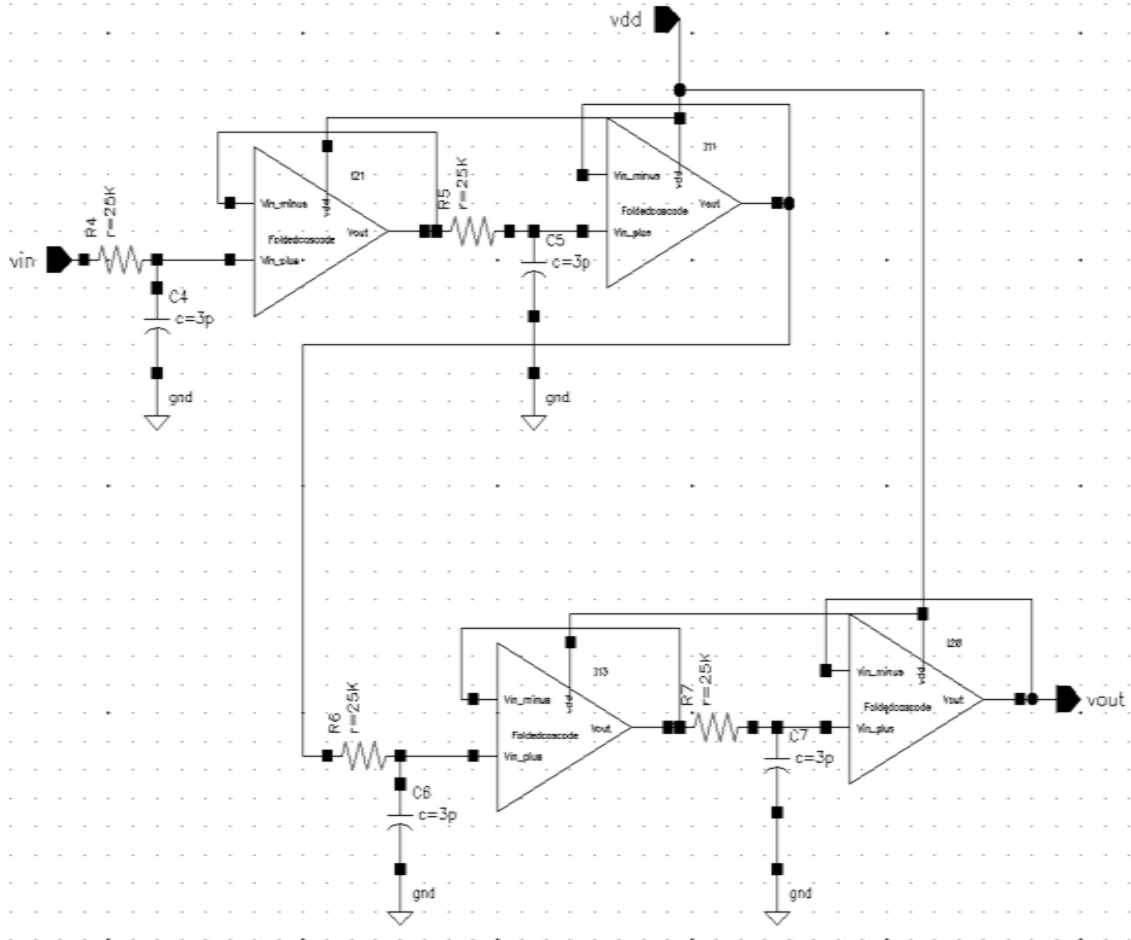 vdd
I11
Vin_minus
vdd
Foldedcascode
Vout
Vin_plus
I21
Vin_minus
vdd
Foldedcascode
Vout
Vin_plus
R4
r=25K
R5
r=25K
vin
C4
c=3p
gnd
C5
c=3p
gnd
I20
Vin_minus
vdd
Foldedcascode
Vout
Vin_plus
vout
I13
Vin_minus
vdd
Foldedcascode
Vout
Vin_plus
R6
r=25K
R7
r=25K
C6
c=3p
gnd
C7
c=3p
gnd